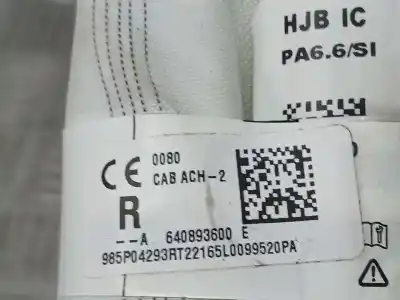 HJB IC
PA6.6/SI
CE 0080
CAB ACH-2
R
--A 640893600 E
985P04293RT22165L0099520PA